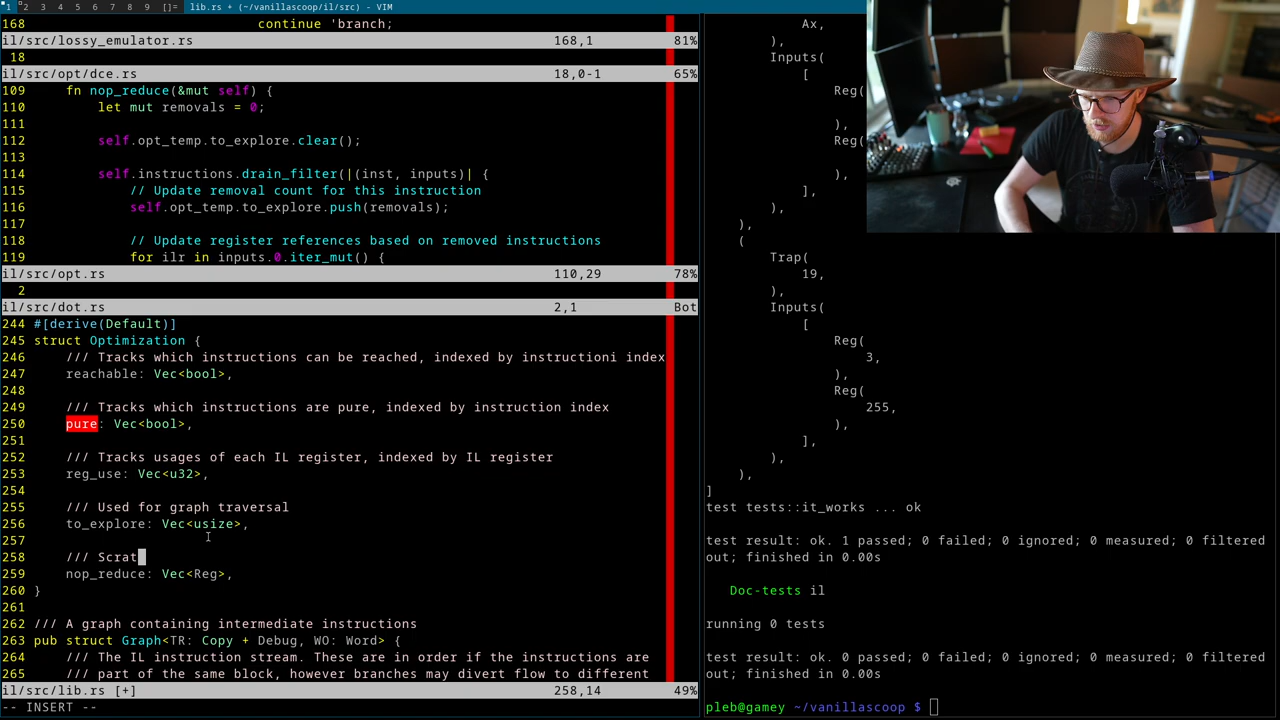 1 2 3 4 5 6 7 8 9 []= lib.rs + (~/vanillascoop/il/src) - VIM
168                             continue 'branch;
il/src/lossy_emulator.rs 168,1 81%
18
il/src/opt/dce.rs 18,0-1 65%
109     fn nop_reduce(&mut self) {
110         let mut removals = 0;
111
112         self.opt_temp.to_explore.clear();
113
114         self.instructions.drain_filter(|(inst, inputs)| {
115             // Update removal count for this instruction
116             self.opt_temp.to_explore.push(removals);
117
118             // Update register references based on removed instructions
119             for ilr in inputs.0.iter_mut() {
il/src/opt.rs 110,29 78%
2
il/src/dot.rs 2,1 Bot
244 #[derive(Default)]
245 struct Optimization {
246     /// Tracks which instructions can be reached, indexed by instructioni index
247     reachable: Vec<bool>,
248
249     /// Tracks which instructions are pure, indexed by instruction index
250     pure: Vec<bool>,
251
252     /// Tracks usages of each IL register, indexed by IL register
253     reg_use: Vec<u32>,
254
255     /// Used for graph traversal
256     to_explore: Vec<usize>,
257
258     /// Scrat
259     nop_reduce: Vec<Reg>,
260 }
261
262 /// A graph containing intermediate instructions
263 pub struct Graph<TR: Copy + Debug, WO: Word> {
264     /// The IL instruction stream. These are in order if the instructions are
265     /// part of the same block, however branches may divert flow to different
il/src/lib.rs [+] 258,14 49%
-- INSERT --
Ax,
),
Inputs(
[
Reg(
),
Reg(
),
],
),
),
(
Trap(
19,
),
Inputs(
[
Reg(
3,
),
Reg(
255,
),
],
),
),
]
test tests::it_works ... ok
test result: ok. 1 passed; 0 failed; 0 ignored; 0 measured; 0 filtered
out; finished in 0.00s
Doc-tests il
running 0 tests
test result: ok. 0 passed; 0 failed; 0 ignored; 0 measured; 0 filtered
out; finished in 0.00s
pleb@gamey ~/vanillascoop $